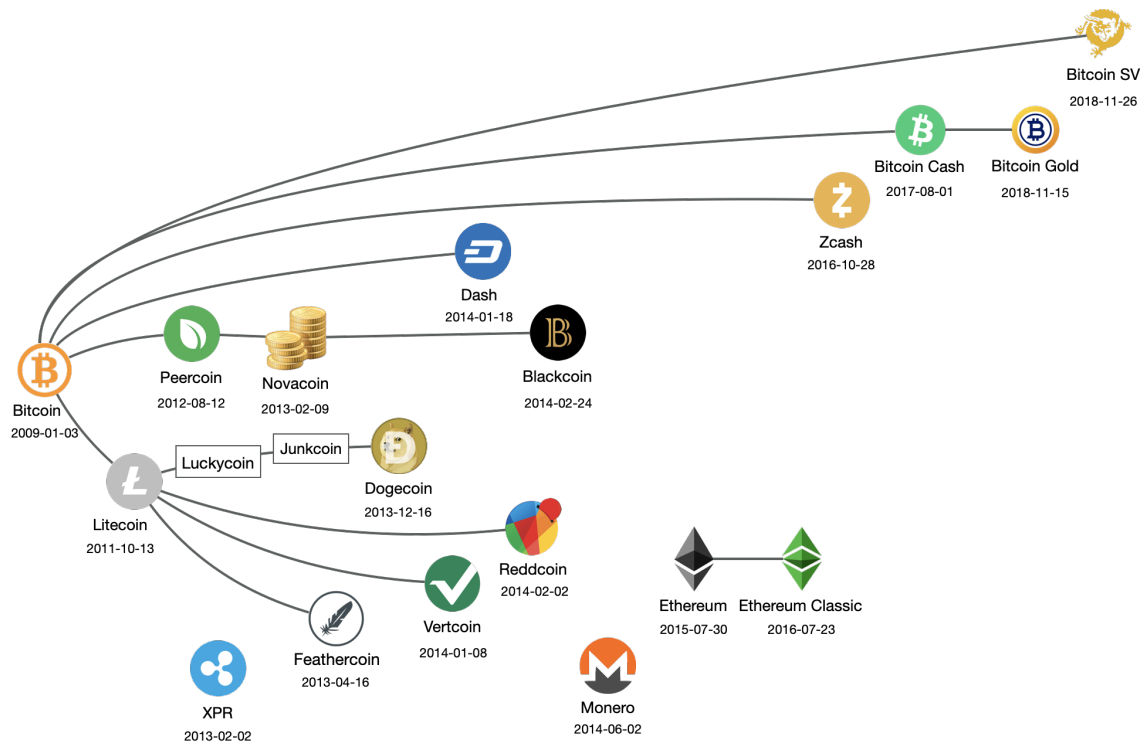 Bitcoin SV
2018-11-26
Bitcoin Cash
2017-08-01
Bitcoin Gold
2018-11-15
Zcash
2016-10-28
Dash
2014-01-18
Peercoin
2012-08-12
Novacoin
2013-02-09
Blackcoin
2014-02-24
Bitcoin
2009-01-03
Luckycoin
Junkcoin
Dogecoin
2013-12-16
Litecoin
2011-10-13
Reddcoin
2014-02-02
Vertcoin
2014-01-08
Feathercoin
2013-04-16
Ethereum
2015-07-30
Ethereum Classic
2016-07-23
XPR
2013-02-02
Monero
2014-06-02